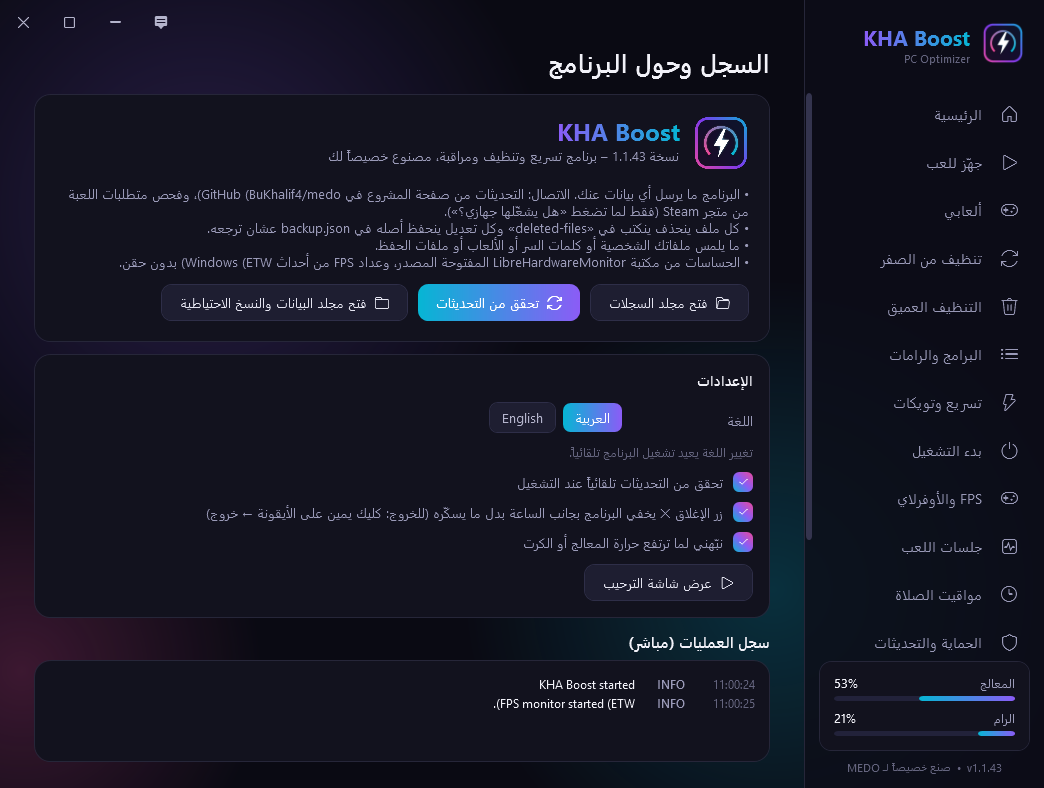 KHA Boost
PC Optimizer
الرئيسية
جهّز للعب
ألعابي
تنظيف من الصفر
التنظيف العميق
البرامج والرامات
تسريع وتويكات
بدء التشغيل
FPS والأوفرلاي
جلسات اللعب
مواقيت الصلاة
الحماية والتحديثات
المعالج 53%
الرام 21%
v1.1.43 • صنع خصيصاً لـ MEDO
السجل وحول البرنامج
KHA Boost
نسخة 1.1.43 – برنامج تسريع وتنظيف ومراقبة، مصنوع خصيصاً لك
• البرنامج ما يرسل أي بيانات عنك. الاتصال: التحديثات من صفحة المشروع في GitHub (BuKhalif4/medo)، وفحص متطلبات اللعبة
من متجر Steam (فقط لما تضغط «هل يشغّلها جهازي؟»).
• كل ملف ينحذف ينكتب في «deleted-files» وكل تعديل ينحفظ أصله في backup.json عشان ترجعه.
• ما يلمس ملفاتك الشخصية أو كلمات السر أو الألعاب أو ملفات الحفظ.
• الحساسات من مكتبة LibreHardwareMonitor المفتوحة المصدر، وعداد FPS من أحداث Windows (ETW) بدون حقن.
فتح مجلد السجلات
تحقق من التحديثات
فتح مجلد البيانات والنسخ الاحتياطية
الإعدادات
اللغة
العربية
English
تغيير اللغة يعيد تشغيل البرنامج تلقائياً.
تحقق من التحديثات تلقائياً عند التشغيل
زر الإغلاق ✕ يخفي البرنامج بجانب الساعة بدل ما يسكّره (للخروج: كليك يمين على الأيقونة ← خروج)
نبّهني لما ترتفع حرارة المعالج أو الكرت
عرض شاشة الترحيب
سجل العمليات (مباشر)
11:00:24 INFO KHA Boost started
11:00:25 INFO FPS monitor started (ETW).